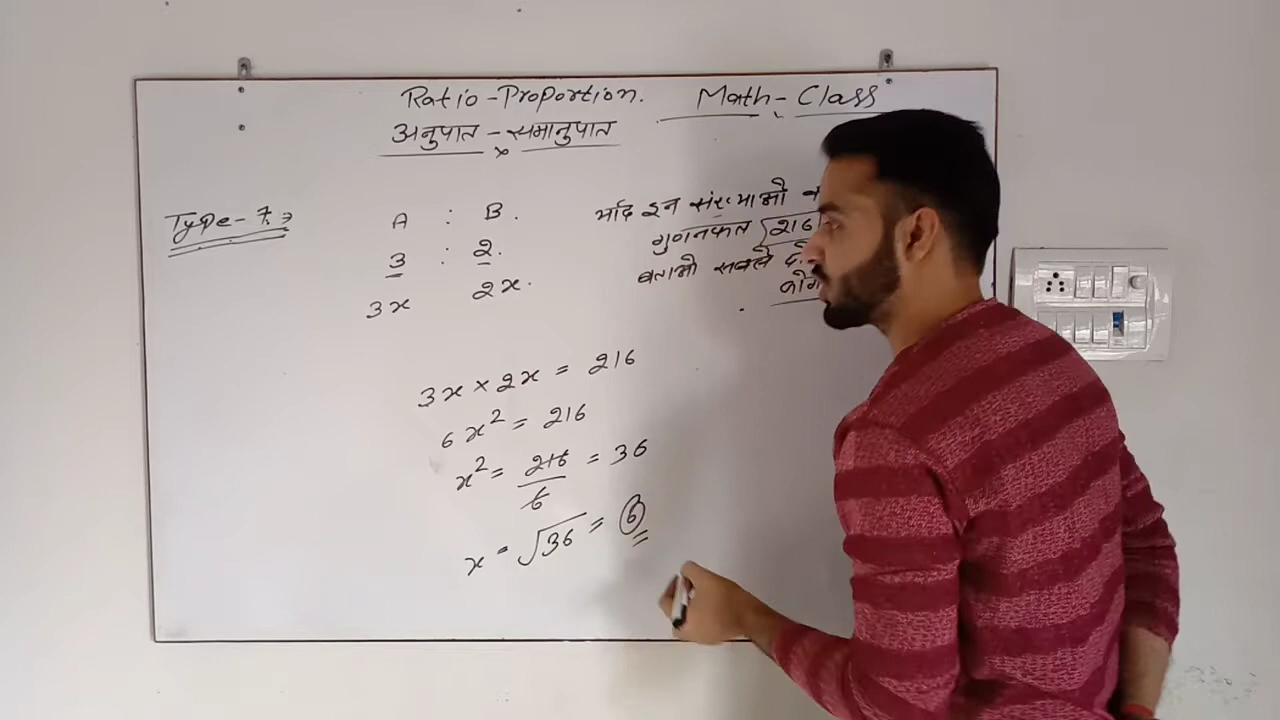 Ratio-Proportion. Math-Class
अनुपात - समानुपात
Type-7.
A : B.
3 : 2.
3x 2x.
यदि इन संख्याओ
गुणनफल 216
बताओ सबसे
3x × 2x = 216
6x² = 216
x² = 216/6 = 36
x = √36 = 6